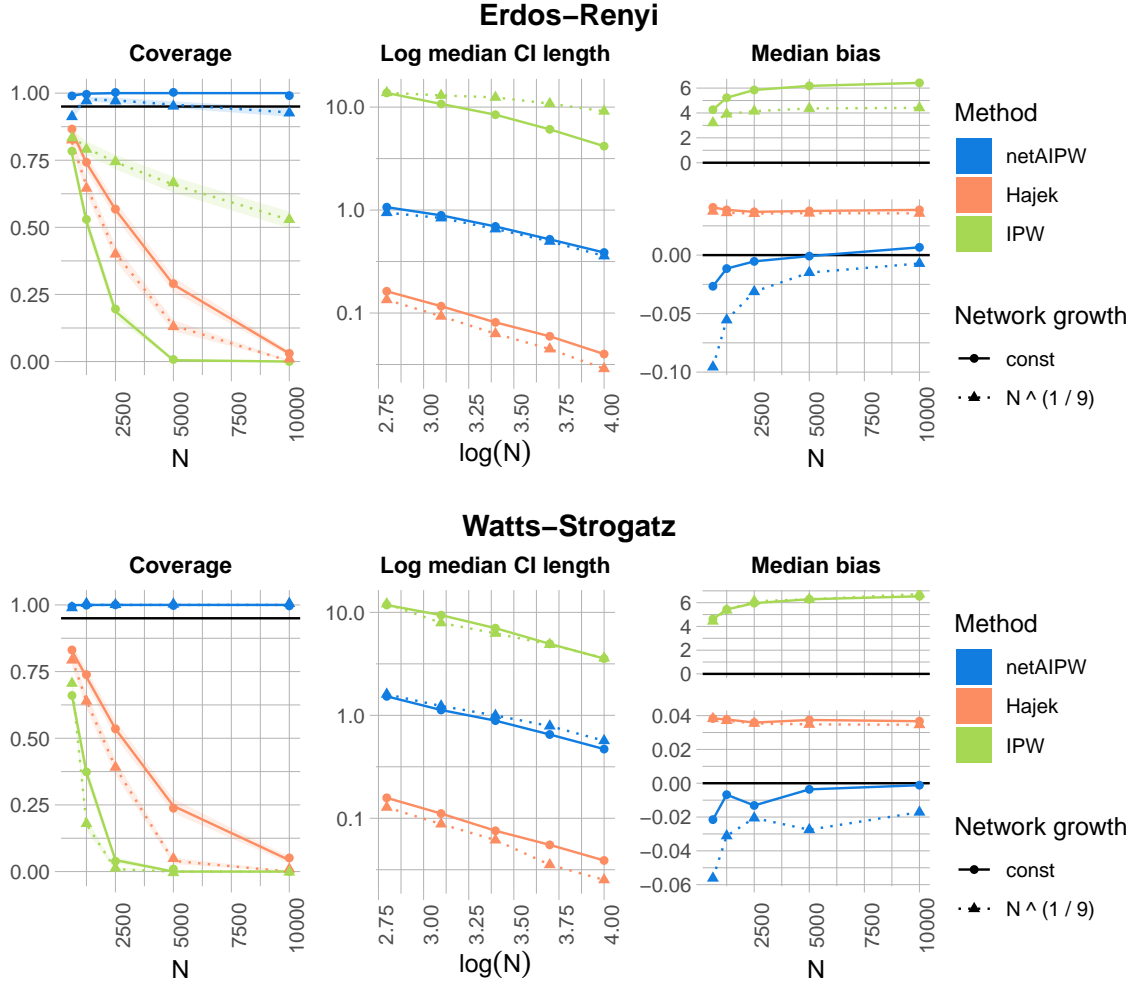 Erdos−Renyi
Coverage
Log median CI length
Median bias
1.00
0.75
0.50
0.25
0.00
2500
5000
7500
10000
N
10.0
1.0
0.1
2.75
3.00
3.25
3.50
3.75
4.00
log(N)
6
4
2
0
0.00
−0.05
−0.10
0
2500
5000
7500
10000
N
Method
netAIPW
Hajek
IPW
Network growth
const
N ^ (1 / 9)
Watts−Strogatz
Coverage
Log median CI length
Median bias
1.00
0.75
0.50
0.25
0.00
2500
5000
7500
10000
N
10.0
1.0
0.1
2.75
3.00
3.25
3.50
3.75
4.00
log(N)
6
4
2
0
0.04
0.02
0.00
−0.02
−0.04
−0.06
0
2500
5000
7500
10000
N
Method
netAIPW
Hajek
IPW
Network growth
const
N ^ (1 / 9)